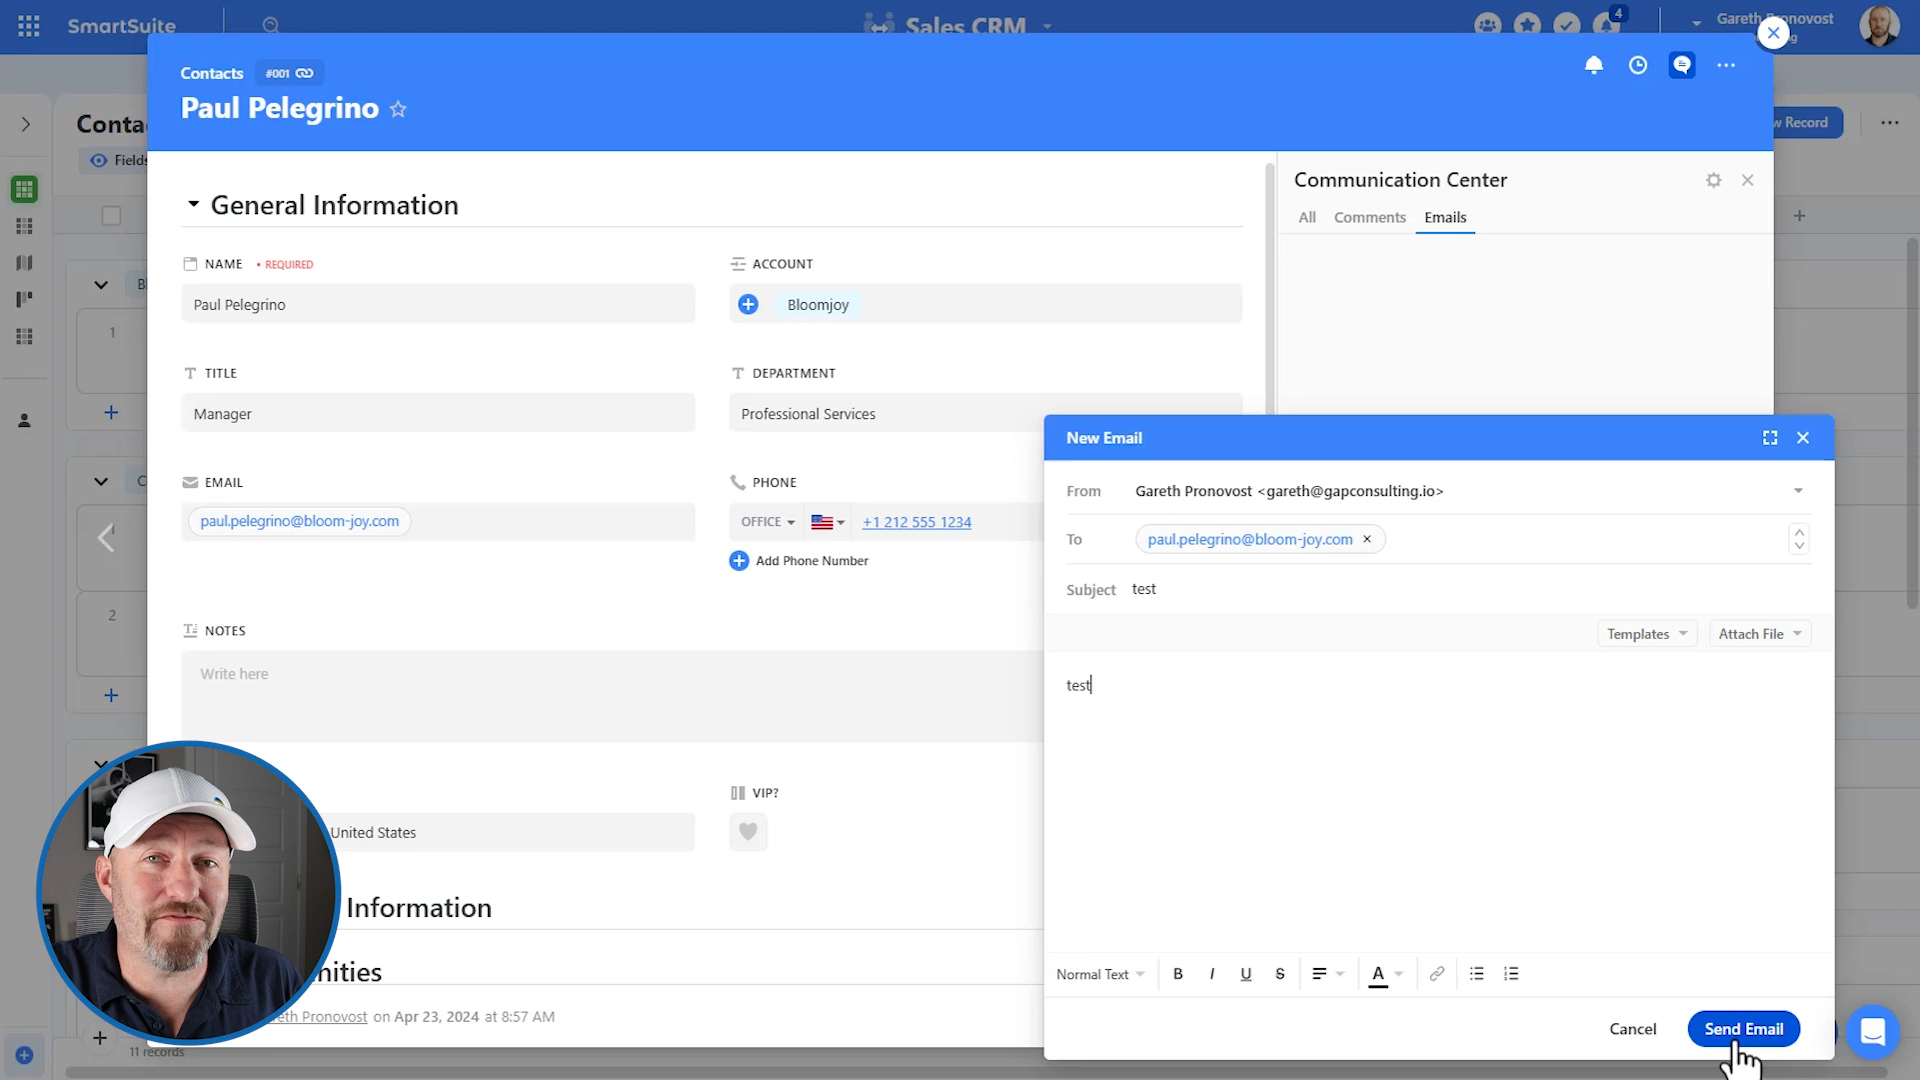 SmartSuite
Sales CRM
4
Gareth Pronovost
Contacts
#001
Paul Pelegrino
Conta
w Record
Fields
General Information
Communication Center
All Comments Emails
NAME • REQUIRED
ACCOUNT
Paul Pelegrino
Bloomjoy
1
TITLE
DEPARTMENT
Manager
Professional Services
New Email
From Gareth Pronovost <gareth@gapconsulting.io>
EMAIL
PHONE
paul.pelegrino@bloom-joy.com
OFFICE
+1 212 555 1234
To paul.pelegrino@bloom-joy.com ×
Add Phone Number
Subject test
2
NOTES
Templates
Attach File
Write here
test
VIP?
United States
Information
nities
Normal Text B I U S A
eth Pronovost on Apr 23, 2024 at 8:57 AM
Cancel
Send Email
11 records